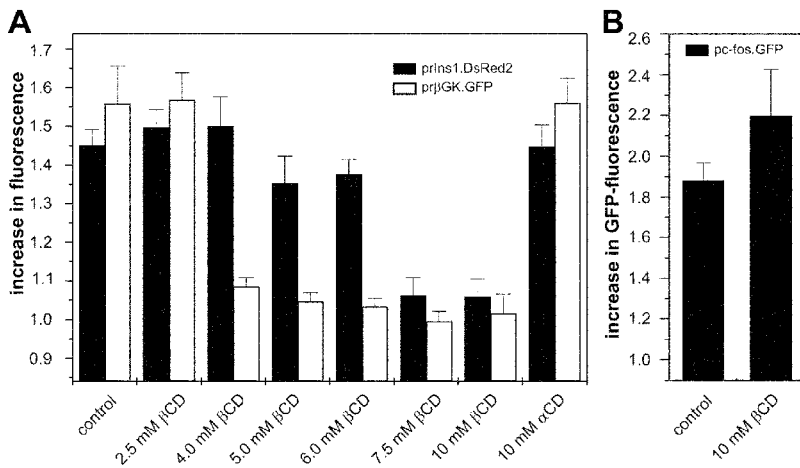 A
increase in fluorescence
1.7
1.6
1.5
1.4
1.3
1.2
1.1
1.0
0.9
prIns1.DsRed2
prβGK.GFP
control
2.5 mM βCD
4.0 mM βCD
5.0 mM βCD
6.0 mM βCD
7.5 mM βCD
10 mM βCD
10 mM αCD
B
increase in GFP-fluorescence
2.6
2.4
2.2
2.0
1.8
1.6
1.4
1.2
1.0
pc-fos.GFP
control
10 mM βCD